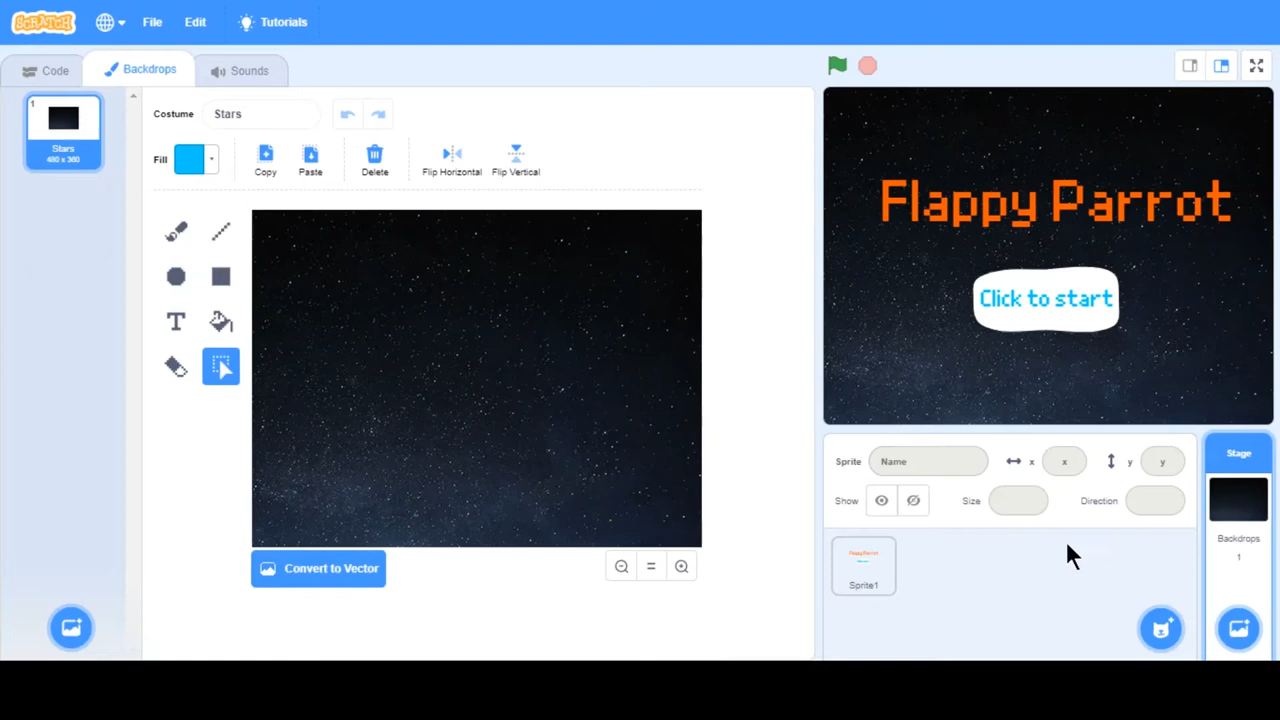 SCRATCH
File
Edit
Tutorials
Code
Backdrops
Sounds
1
Stars
480 x 360
Costume
Stars
Fill
Copy
Paste
Delete
Flip Horizontal
Flip Vertical
T
Convert to Vector
Flappy Parrot
Click to start
Sprite
Name
x
x
y
y
Show
Size
Direction
Flappy Parrot
Sprite1
Stage
Backdrops
1